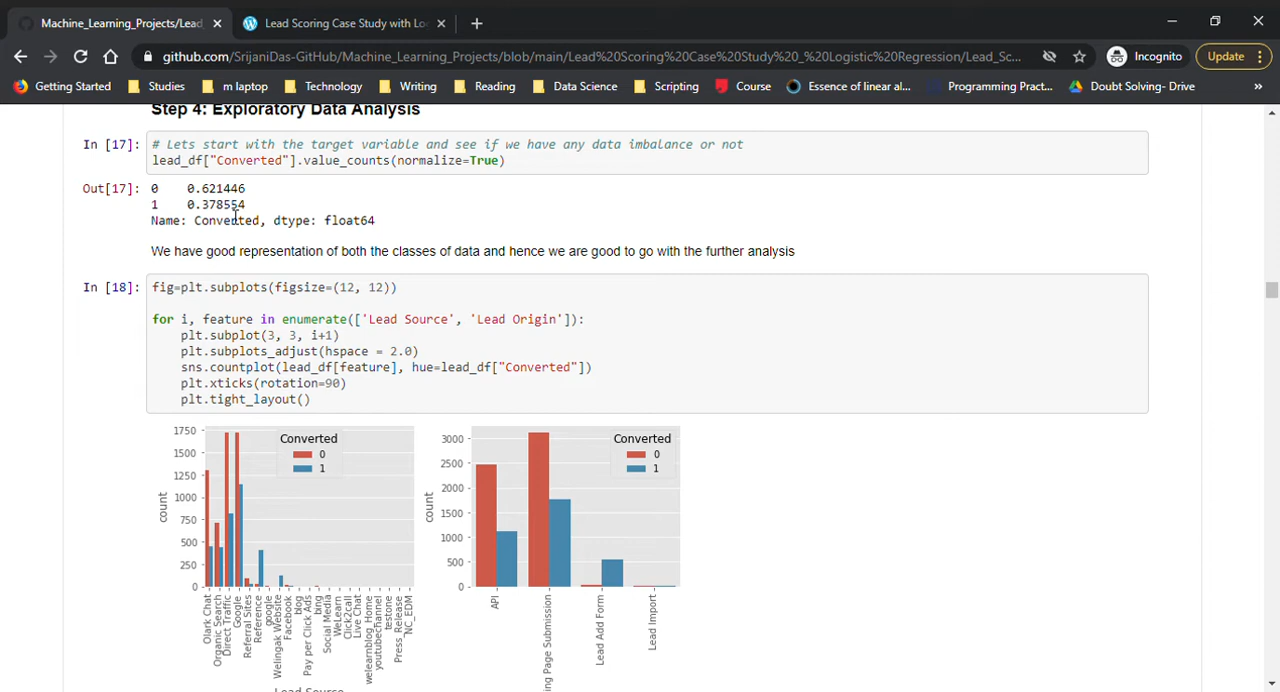 Machine_Learning_Projects/Lead_
Lead Scoring Case Study with Lo
github.com/SrijaniDas-GitHub/Machine_Learning_Projects/blob/main/Lead%20Scoring%20Case%20Study%20_%20Logistic%20Regression/Lead_Sc...
Incognito
Update
Getting Started
Studies
m laptop
Technology
Writing
Reading
Data Science
Scripting
Course
Essence of linear al...
Programming Pract...
Doubt Solving- Drive
»
Step 4: Exploratory Data Analysis
In [17]:
# Lets start with the target variable and see if we have any data imbalance or not
lead_df["Converted"].value_counts(normalize=True)
Out[17]:
0 0.621446
1 0.378554
Name: Converted, dtype: float64
We have good representation of both the classes of data and hence we are good to go with the further analysis
In [18]:
fig=plt.subplots(figsize=(12, 12))
for i, feature in enumerate(['Lead Source', 'Lead Origin']):
plt.subplot(3, 3, i+1)
plt.subplots_adjust(hspace = 2.0)
sns.countplot(lead_df[feature], hue=lead_df["Converted"])
plt.xticks(rotation=90)
plt.tight_layout()
count
1750
1500
1250
1000
750
500
250
0
Converted
0
1
Olark Chat
Organic Search
Direct Traffic
Google
Referral Sites
Reference
google
Welingak Website
Facebook
blog
Pay per Click Ads
bing
Social Media
WeLearn
Click2call
Live Chat
welearnblog_Home
youtubechannel
testone
Press_Release
NC_EDM
Lead Source
count
3000
2500
2000
1500
1000
500
0
Converted
0
1
API
ing Page Submission
Lead Add Form
Lead Import